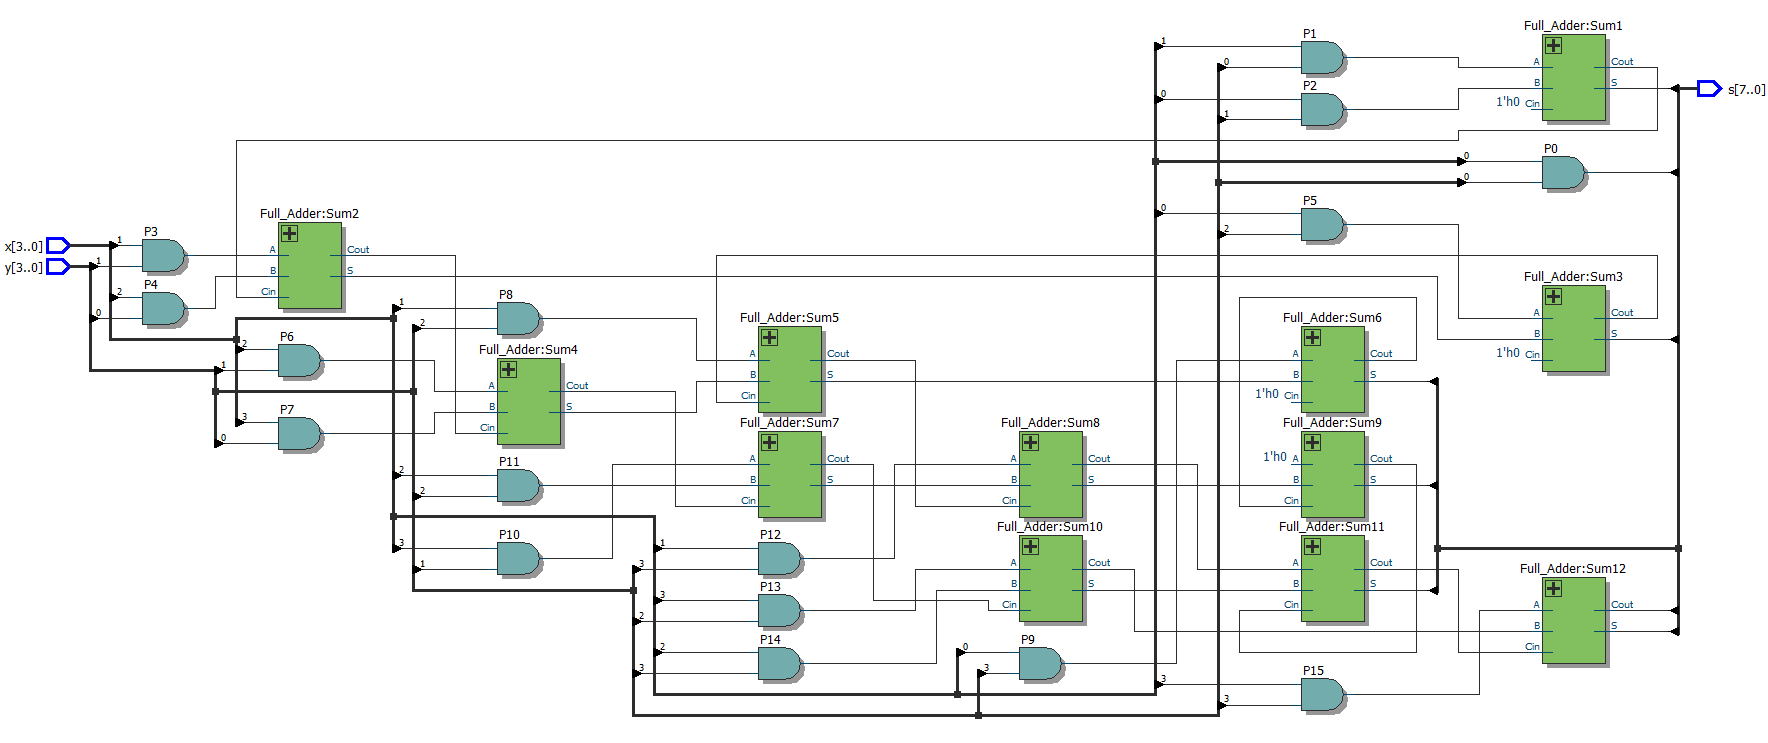 Full_Adder:Sum1
P1
1
0
A
Cout
B
S
1'h0
Cin
s[7..0]
P2
0
1
P0
0
0
P5
0
2
Full_Adder:Sum2
A
Cout
B
S
Cin
x[3..0]
y[3..0]
P3
1
1
P4
2
0
Full_Adder:Sum3
A
Cout
B
S
1'h0
Cin
P8
1
2
P6
2
1
P7
3
0
Full_Adder:Sum4
A
Cout
B
S
Cin
Full_Adder:Sum5
A
Cout
B
S
Cin
Full_Adder:Sum6
A
Cout
B
S
1'h0
Cin
Full_Adder:Sum7
A
Cout
B
S
Cin
Full_Adder:Sum8
A
Cout
B
S
Cin
Full_Adder:Sum9
1'h0
A
Cout
B
S
Cin
P11
2
2
P10
3
1
P12
1
3
P13
3
2
P14
2
3
Full_Adder:Sum10
A
Cout
B
S
Cin
Full_Adder:Sum11
A
Cout
B
S
Cin
Full_Adder:Sum12
A
Cout
B
S
Cin
P9
0
3
P15
3
3